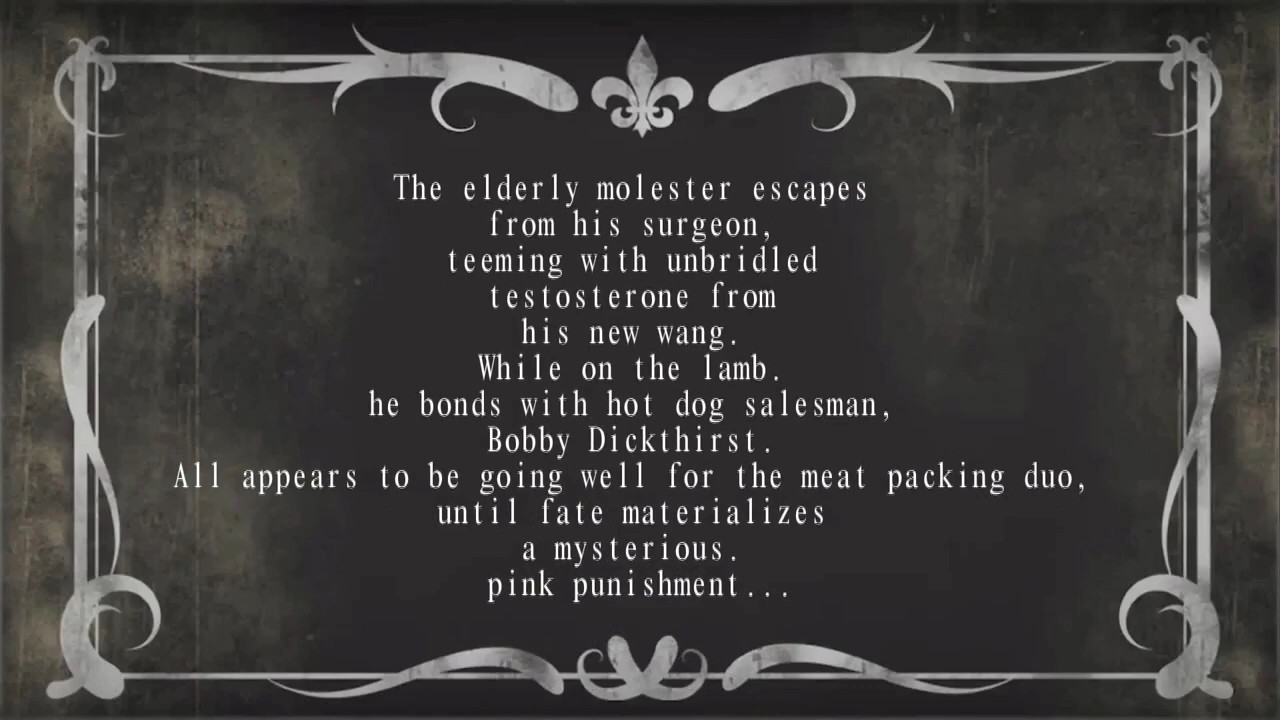 The elderly molester escapes
from his surgeon,
teeming with unbridled
testosterone from
his new wang.
While on the lamb.
he bonds with hot dog salesman,
Bobby Dickthirst.
All appears to be going well for the meat packing duo,
until fate materializes
a mysterious.
pink punishment...